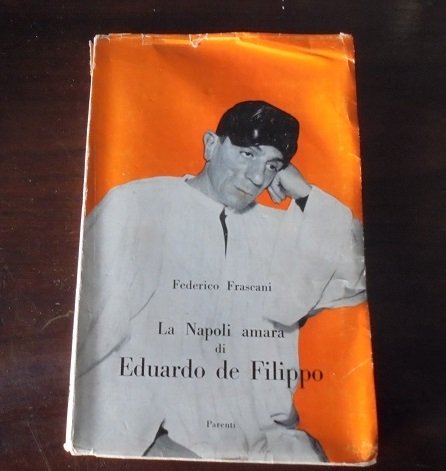 Federico Frascani
La Napoli amara
di
Eduardo de Filippo
Parenti